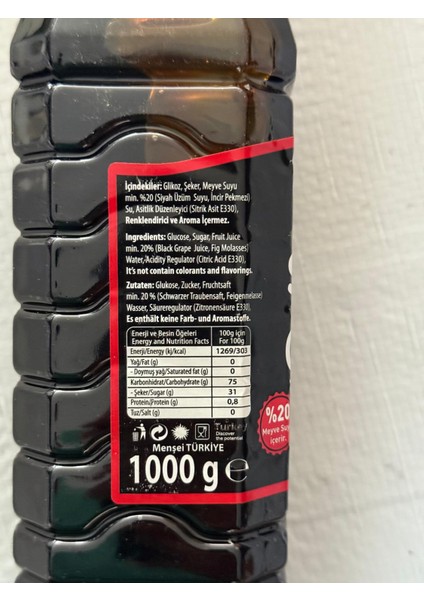 İçindekiler: Glikoz, Şeker, Meyve Suyu
min. %20 (Siyah Üzüm Suyu, İncir Pekmezi)
Su, Asitlik Düzenleyici (Sitrik Asit E330),
Renklendirici ve Aroma İçermez.
Ingredients: Glucose, Sugar, Fruit Juice
min. 20% (Black Grape Juice, Fig Molasses)
Water, Acidity Regulator (Citric Acid E330),
It's not contain colorants and flavorings.
Zutaten: Glukose, Zucker, Fruchtsaft
min. 20 % (Schwarzer Traubensaft, Feigenmelasse)
Wasser, Säureregulator (Zitronensäure E330),
Es enthält keine Farb- und Aromastoffe.
Enerji ve Besin Öğeleri 100g için
Energy and Nutrition Facts For 100g
Enerji/Energy (kj/kcal) 1269/303
Yağ/Fat (g) 0
- Doymuş yağ/Saturated fat (g) 0
Karbonhidrat/Carbohydrate (g) 75
- Şeker/Sugar (g) 31
Protein/Protein (g) 0,8
Tuz/Salt (g) 0
Turkey
Discover
the potential
Menşei TÜRKİYE
1000 g e
%20
Meyve Suyu
içerir.